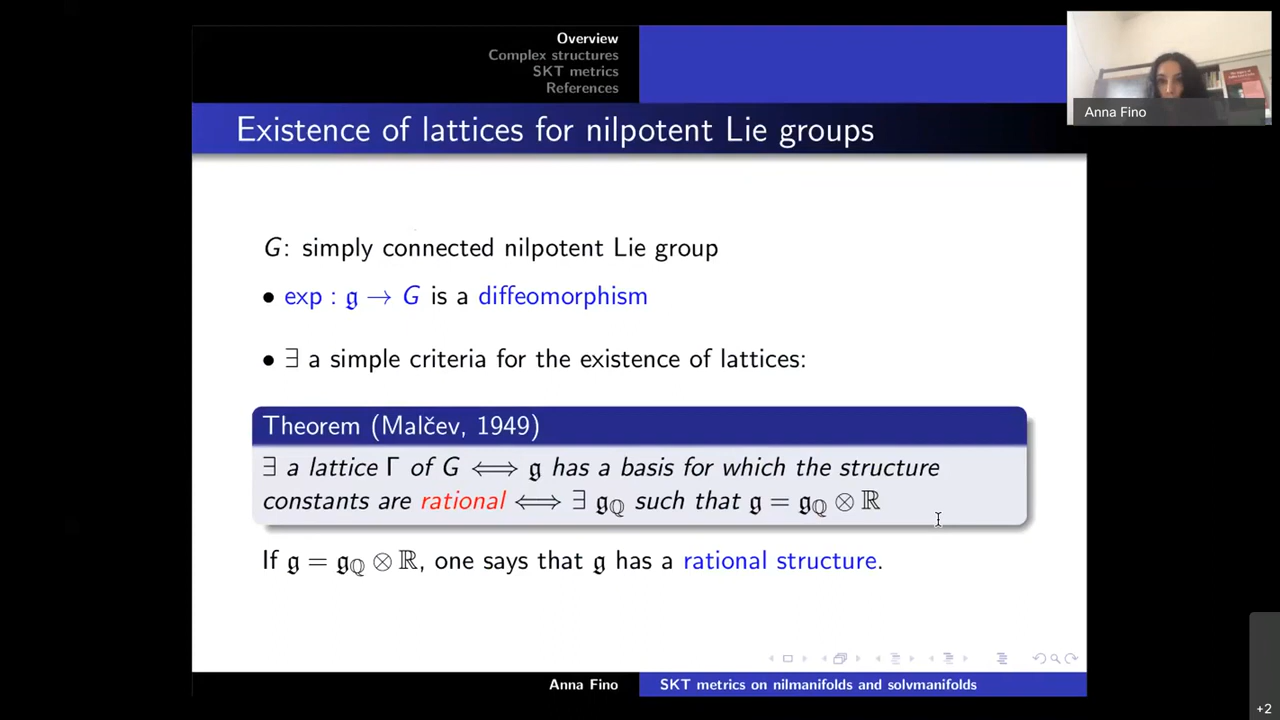 Overview
Complex structures
SKT metrics
References
Anna Fino
Existence of lattices for nilpotent Lie groups
G: simply connected nilpotent Lie group
• exp : 𝔤 → G is a diffeomorphism
• ∃ a simple criteria for the existence of lattices:
Theorem (Malčev, 1949)
∃ a lattice Γ of G ⟺ 𝔤 has a basis for which the structure
constants are rational ⟺ ∃ 𝔤_ℚ such that 𝔤 = 𝔤_ℚ ⊗ ℝ
If 𝔤 = 𝔤_ℚ ⊗ ℝ, one says that 𝔤 has a rational structure.
Anna Fino
SKT metrics on nilmanifolds and solvmanifolds
+2